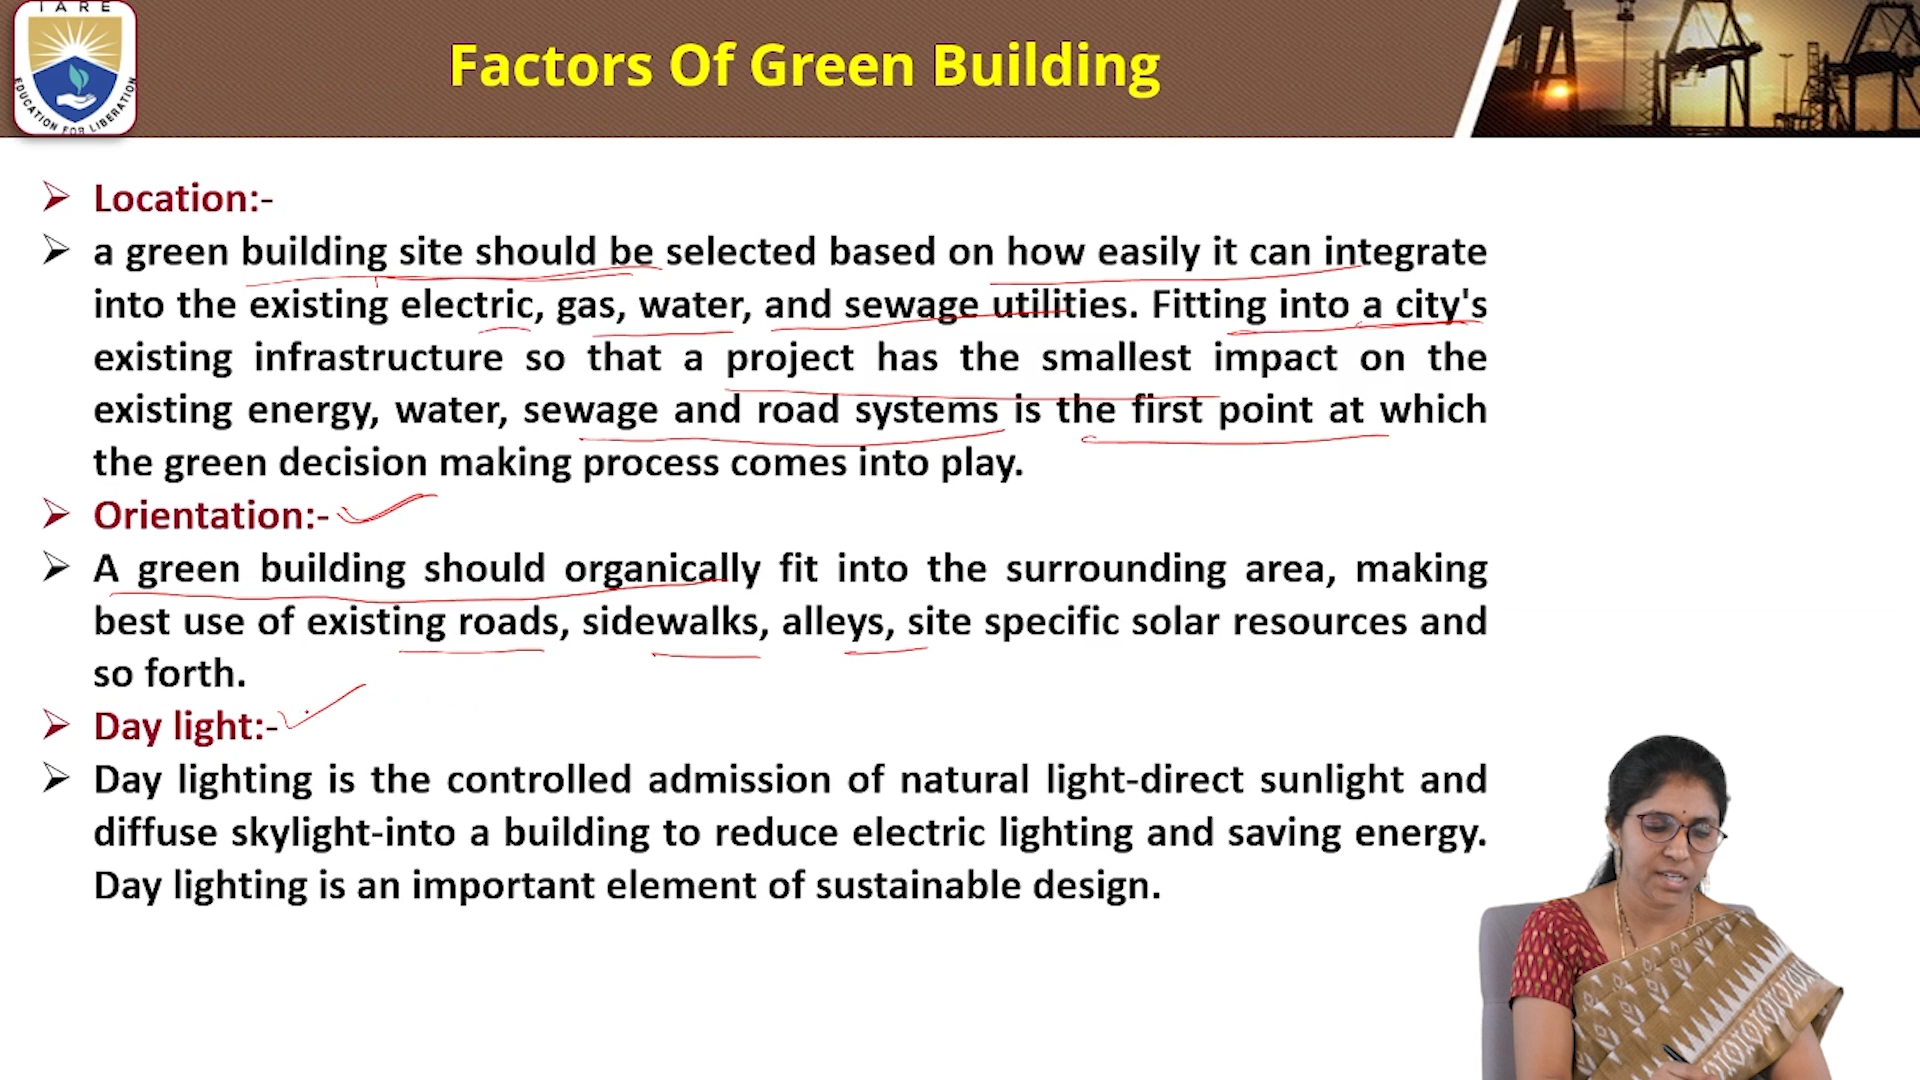 IARE
EDUCATION FOR LIBERATION
Factors Of Green Building
Location:-
a green building site should be selected based on how easily it can integrate
into the existing electric, gas, water, and sewage utilities. Fitting into a city's
existing infrastructure so that a project has the smallest impact on the
existing energy, water, sewage and road systems is the first point at which
the green decision making process comes into play.
Orientation:-
A green building should organically fit into the surrounding area, making
best use of existing roads, sidewalks, alleys, site specific solar resources and
so forth.
Day light:-
Day lighting is the controlled admission of natural light-direct sunlight and
diffuse skylight-into a building to reduce electric lighting and saving energy.
Day lighting is an important element of sustainable design.